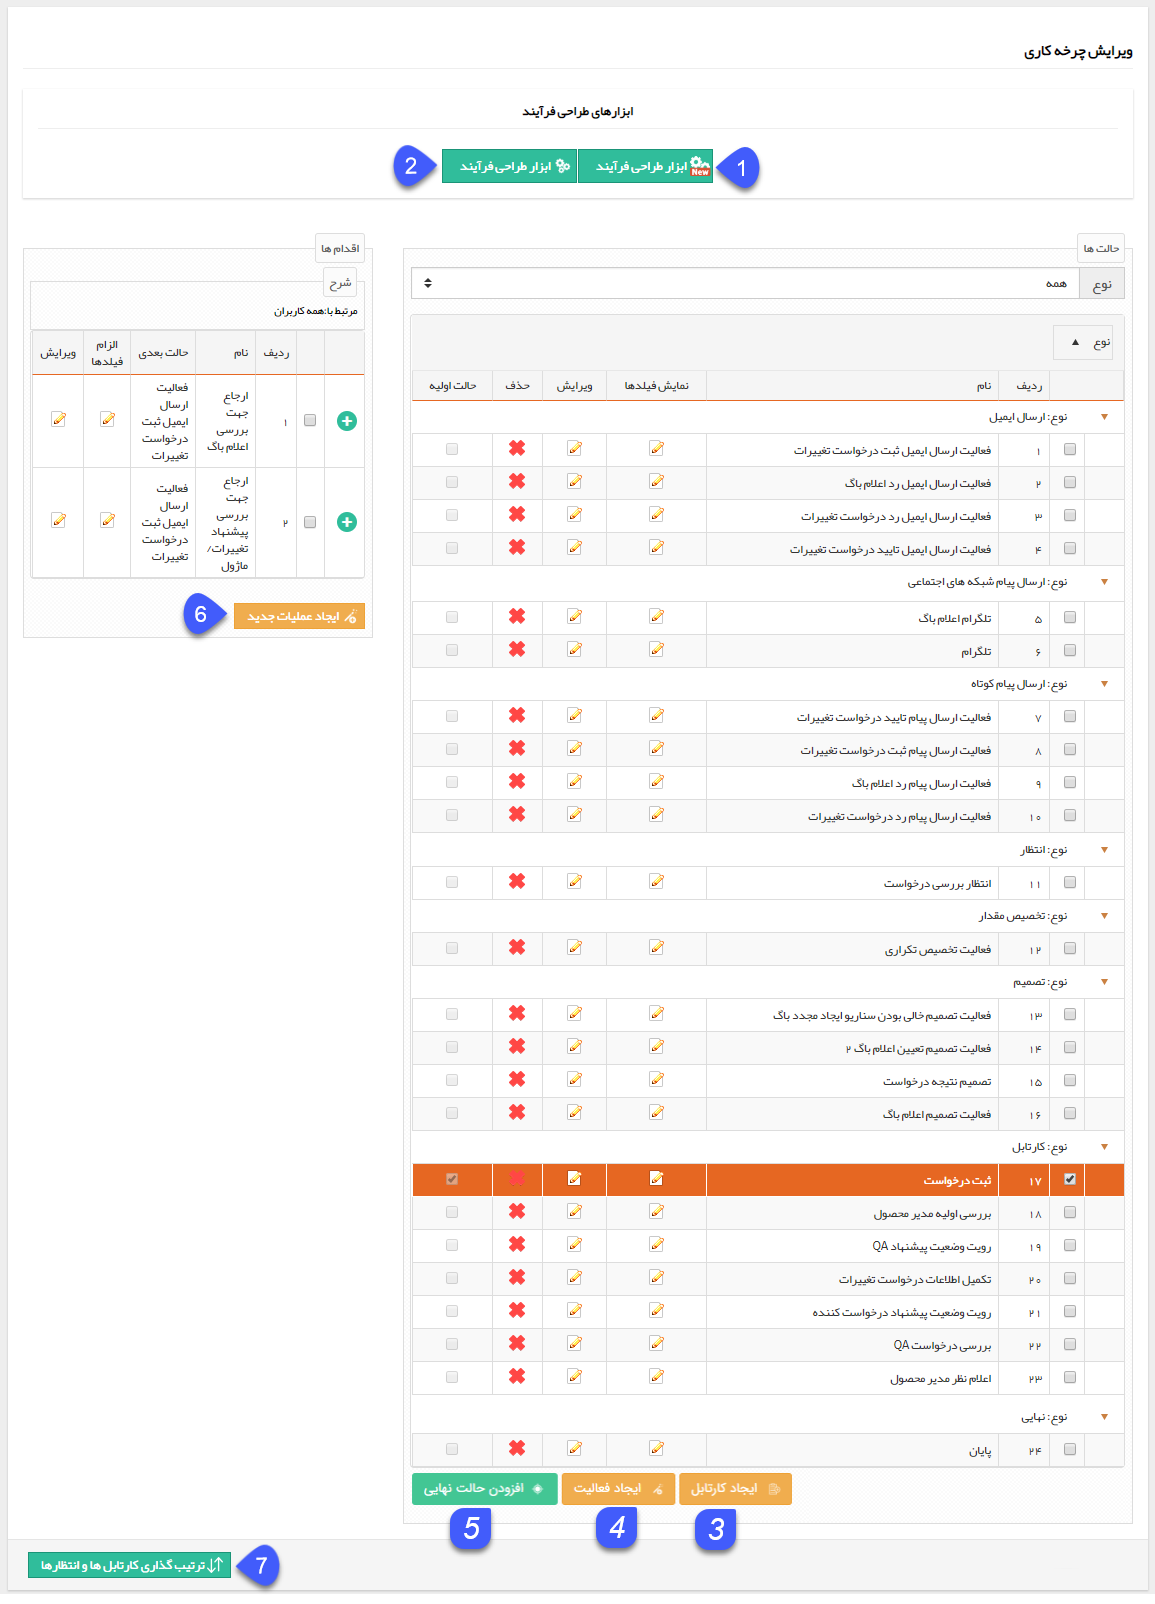 ویرایش چرخه کاری
ابزارهای طراحی فرآیند
1
ابزار طراحی فرآیند New
ابزار طراحی فرآیند
2
حالت ها
نوع همه
نوع
ردیف نام نمایش فیلدها ویرایش حذف حالت اولیه
نوع: ارسال ایمیل
۱ فعالیت ارسال ایمیل ثبت درخواست تغییرات
۲ فعالیت ارسال ایمیل رد اعلام باگ
۳ فعالیت ارسال ایمیل رد درخواست تغییرات
۴ فعالیت ارسال ایمیل تایید درخواست تغییرات
نوع: ارسال پیام شبکه های اجتماعی
۵ تلگرام اعلام باگ
۶ تلگرام
نوع: ارسال پیام کوتاه
۷ فعالیت ارسال پیام تایید درخواست تغییرات
۸ فعالیت ارسال پیام ثبت درخواست تغییرات
۹ فعالیت ارسال پیام رد اعلام باگ
۱۰ فعالیت ارسال پیام رد درخواست تغییرات
نوع: انتظار
۱۱ انتظار بررسی درخواست
نوع: تخصیص مقدار
۱۲ فعالیت تخصیص تکراری
نوع: تصمیم
۱۳ فعالیت تصمیم خالی بودن سناریو ایجاد مجدد باگ
۱۴ فعالیت تصمیم تعیین اعلام باگ ۲
۱۵ تصمیم نتیجه درخواست
۱۶ فعالیت تصمیم اعلام باگ
نوع: کارتابل
۱۷ ثبت درخواست
۱۸ بررسی اولیه مدیر محصول
۱۹ رویت وضعیت پیشنهاد QA
۲۰ تکمیل اطلاعات درخواست تغییرات
۲۱ رویت وضعیت پیشنهاد درخواست کننده
۲۲ بررسی درخواست QA
۲۳ اعلام نظر مدیر محصول
نوع: نهایی
۲۴ پایان
ایجاد کارتابل
ایجاد فعالیت
افزودن حالت نهایی
3
4
5
اقدام ها
شرح
مرتبط با:همه کاربران
ردیف نام حالت بعدی الزام فیلدها ویرایش
۱
ارجاع
جهت
بررسی
اعلام باگ
فعالیت
ارسال
ایمیل ثبت
درخواست
تغییرات
۲
ارجاع
جهت
بررسی
پیشنهاد
تغییرات/
ماژول
فعالیت
ارسال
ایمیل ثبت
درخواست
تغییرات
ایجاد عملیات جدید
6
7
ترتیب گذاری کارتابل ها و انتظارها